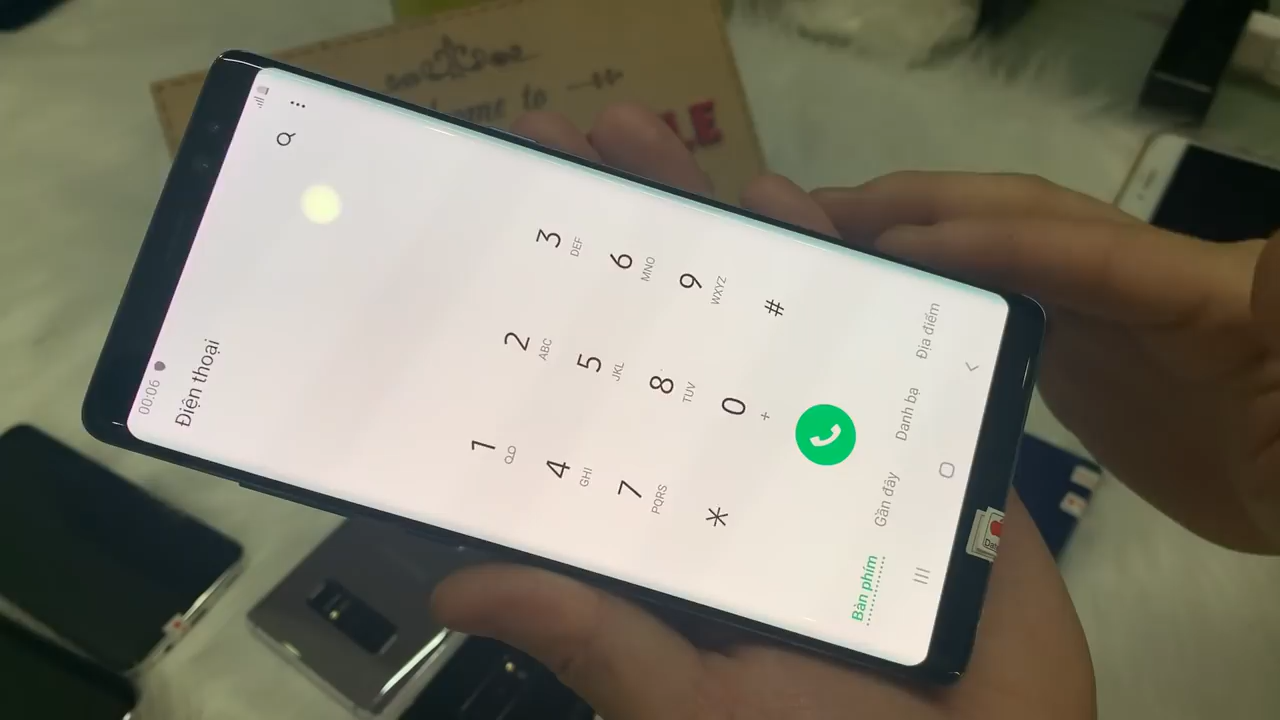 00:06
Điện thoại
1
2 ABC
3 DEF
4 GHI
5 JKL
6 MNO
7 PQRS
8 TUV
9 WXYZ
*
0 +
#
Bàn phím Gần đây Danh bạ Địa điểm
to